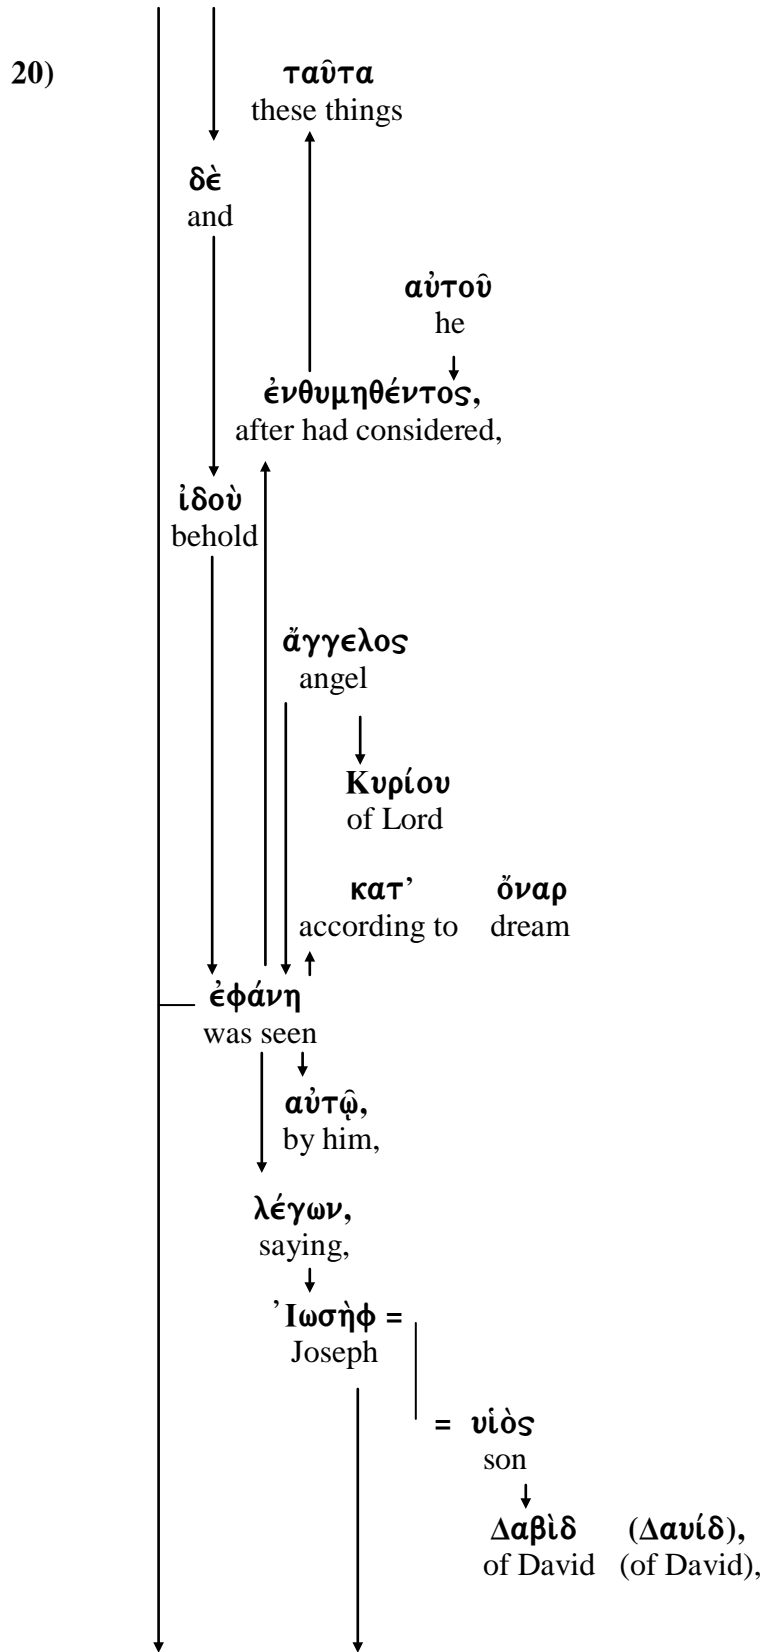 20) ταῦτα
these things
δὲ
and
αὐτοῦ
he
ἐνθυμηθέντος,
after had considered,
ἰδοὺ
behold
ἄγγελος
angel
Κυρίου
of Lord
κατ’ ὄναρ
according to dream
ἐφάνη
was seen
αὐτῷ,
by him,
λέγων,
saying,
Ἰωσὴφ =
Joseph
= υἱὸς
son
Δαβὶδ (Δαυίδ),
of David (of David),